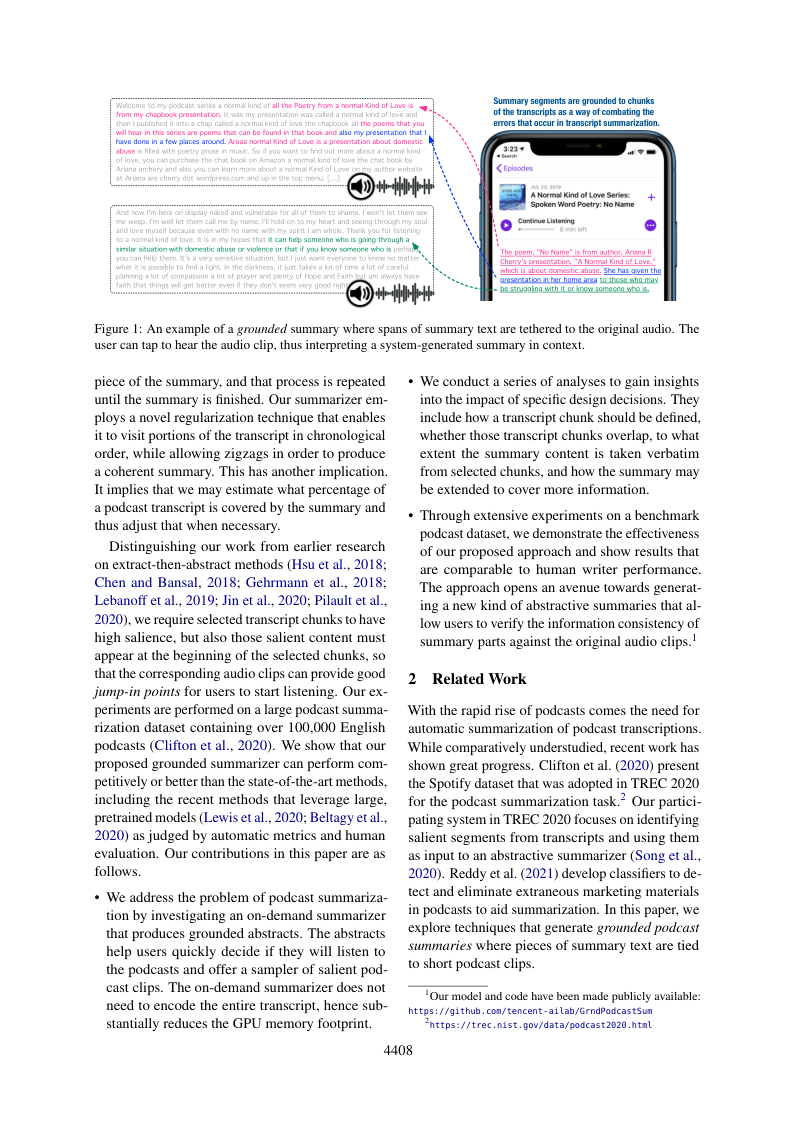 Welcome to my podcast series a normal kind of all the Poetry from a normal Kind of Love is
from my chapbook presentation. It was my presentation was called a normal kind of love and
then I published it into a chap called a normal kind of love the chapbook all the poems that you
will hear in this series are poems that can be found in that book and also my presentation that I
have done in a few places around. Areaa normal Kind of Love is a presentation about domestic
abuse is filled with poetry prose in music. So if you want to find out more about a normal kind
of love, you can purchase the chat book on Amazon a normal kind of love the chat book by
Ariana archery and also you can learn more about a normal Kind of Love on my author website
at Ariana are cherry dot wordpress.com and up in the top menu. [...]
And now I'm here on display naked and vulnerable for all of them to shame. I won't let them see
me weep. I'm will let them call me by name. I'll hold on to my heart and seeing through my soul
and love myself because even with no name with my spirit I am whole. Thank you for listening
to a normal kind of love. It is in my hopes that it can help someone who is going through a
similar situation with domestic abuse or violence or that if you know someone who is perhaps
you can help them. It's a very sensitive situation, but I just want everyone to know no matter
what it is possible to find a light. In the darkness, it just takes a lot of time a lot of careful
planning a lot of compassion a lot of prayer and plenty of Hope and Faith but um always have
faith that things will get better even if they don't seem very good right
Summary segments are grounded to chunks
of the transcripts as a way of combating the
errors that occur in transcript summarization.
3:23
Search
Episodes
JUL 23, 2019
A Normal Kind of Love Series:
Spoken Word Poetry: No Name
Continue Listening
6 min left
The poem, "No Name" is from author, Ariana R
Cherry's presentation, "A Normal Kind of Love,"
which is about domestic abuse. She has given the
presentation in her home area to those who may
be struggling with it or know someone who is.
Figure 1: An example of a grounded summary where spans of summary text are tethered to the original audio. The
user can tap to hear the audio clip, thus interpreting a system-generated summary in context.
piece of the summary, and that process is repeated
until the summary is finished. Our summarizer em-
ploys a novel regularization technique that enables
it to visit portions of the transcript in chronological
order, while allowing zigzags in order to produce
a coherent summary. This has another implication.
It implies that we may estimate what percentage of
a podcast transcript is covered by the summary and
thus adjust that when necessary.
Distinguishing our work from earlier research
on extract-then-abstract methods (Hsu et al., 2018;
Chen and Bansal, 2018; Gehrmann et al., 2018;
Lebanoff et al., 2019; Jin et al., 2020; Pilault et al.,
2020), we require selected transcript chunks to have
high salience, but also those salient content must
appear at the beginning of the selected chunks, so
that the corresponding audio clips can provide good
jump-in points for users to start listening. Our ex-
periments are performed on a large podcast summa-
rization dataset containing over 100,000 English
podcasts (Clifton et al., 2020). We show that our
proposed grounded summarizer can perform com-
petitively or better than the state-of-the-art methods,
including the recent methods that leverage large,
pretrained models (Lewis et al., 2020; Beltagy et al.,
2020) as judged by automatic metrics and human
evaluation. Our contributions in this paper are as
follows.
• We address the problem of podcast summariza-
tion by investigating an on-demand summarizer
that produces grounded abstracts. The abstracts
help users quickly decide if they will listen to
the podcasts and offer a sampler of salient pod-
cast clips. The on-demand summarizer does not
need to encode the entire transcript, hence sub-
stantially reduces the GPU memory footprint.
• We conduct a series of analyses to gain insights
into the impact of specific design decisions. They
include how a transcript chunk should be defined,
whether those transcript chunks overlap, to what
extent the summary content is taken verbatim
from selected chunks, and how the summary may
be extended to cover more information.
• Through extensive experiments on a benchmark
podcast dataset, we demonstrate the effectiveness
of our proposed approach and show results that
are comparable to human writer performance.
The approach opens an avenue towards generat-
ing a new kind of abstractive summaries that al-
low users to verify the information consistency of
summary parts against the original audio clips.1
2 Related Work
With the rapid rise of podcasts comes the need for
automatic summarization of podcast transcriptions.
While comparatively understudied, recent work has
shown great progress. Clifton et al. (2020) present
the Spotify dataset that was adopted in TREC 2020
for the podcast summarization task.2 Our partici-
pating system in TREC 2020 focuses on identifying
salient segments from transcripts and using them
as input to an abstractive summarizer (Song et al.,
2020). Reddy et al. (2021) develop classifiers to de-
tect and eliminate extraneous marketing materials
in podcasts to aid summarization. In this paper, we
explore techniques that generate grounded podcast
summaries where pieces of summary text are tied
to short podcast clips.
1Our model and code have been made publicly available:
https://github.com/tencent-ailab/GrndPodcastSum
2https://trec.nist.gov/data/podcast2020.html
4408